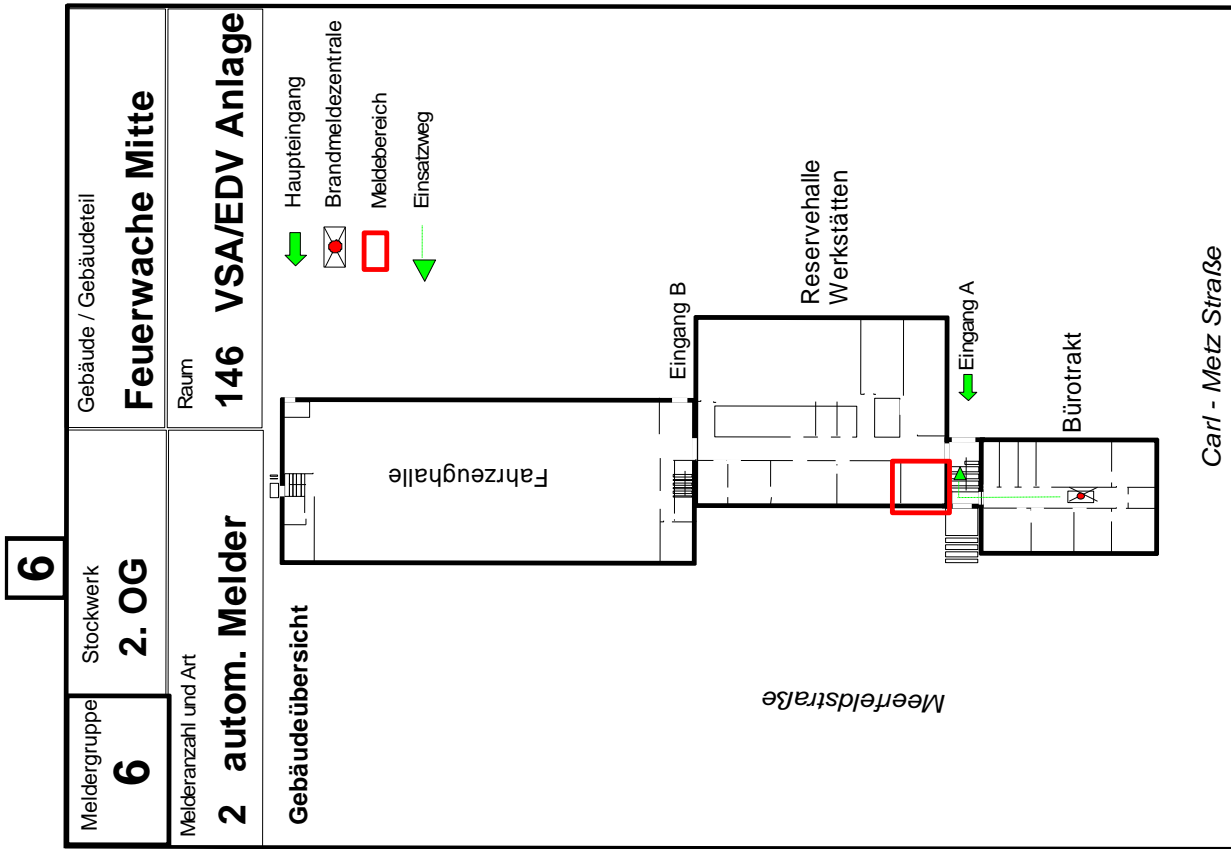 6
Meldergruppe
6
Stockwerk
2. OG
Gebäude / Gebäudeteil
Feuerwache Mitte
Melderanzahl und Art
2 autom. Melder
Raum
146 VSA/EDV Anlage
Gebäudeübersicht
Haupteingang
Brandmeldezentrale
Meldebereich
Einsatzweg
Fahrzeughalle
Eingang B
Reservehalle
Werkstätten
Eingang A
Bürotrakt
Meerfeldstraße
Carl - Metz Straße